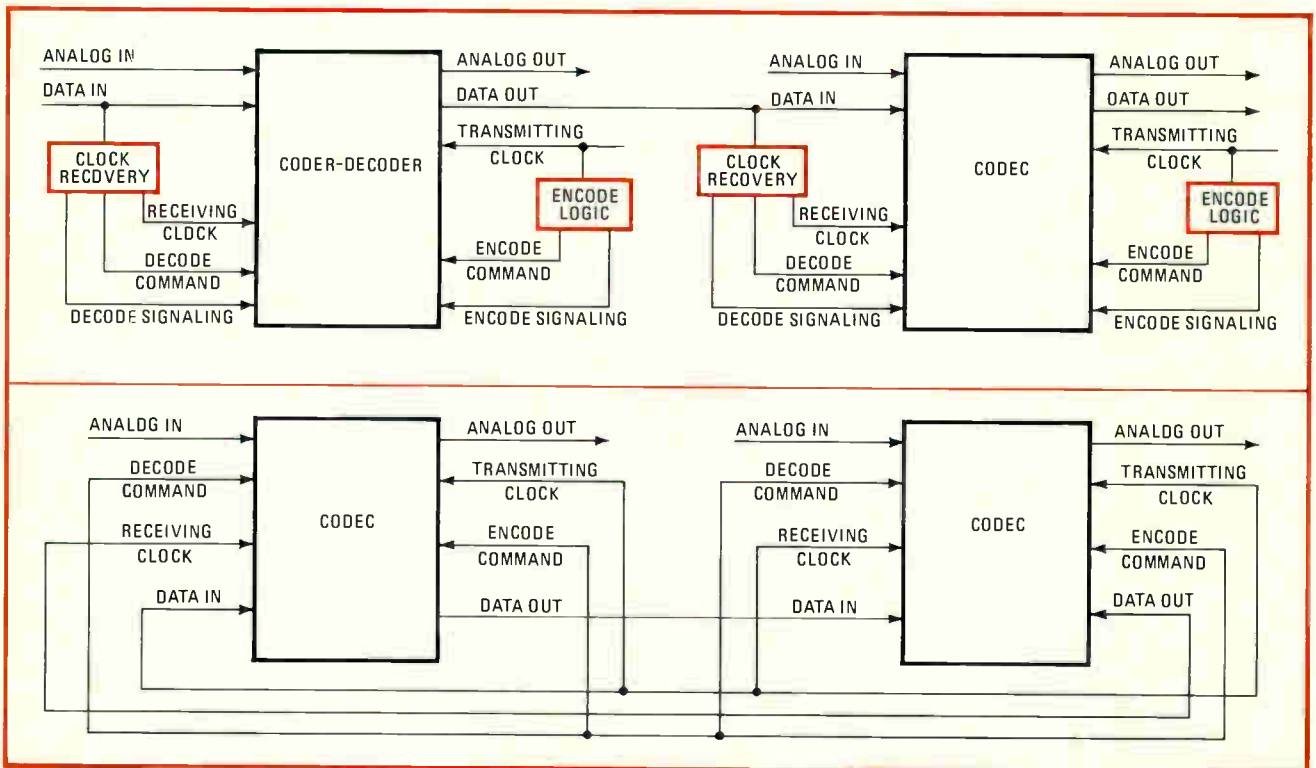 ANALOG IN
DATA IN
CLOCK
RECDVERY
RECEIVING
CLDCK
DECODE
COMMAND
DECODE SIGNALING
CODER-DECODER
ANALOG OUT
DATA OUT
TRANSMITTING
CLOCK
ENCODE
LOGIC
ENCODE
COMMAND
ENCODE SIGNALING
ANALOG IN
DATA IN
CLOCK
RECOVERY
RECEIVING
CLOCK
DECODE
COMMAND
DECODE SIGNALING
CODEC
ANALOG OUT
OATA OUT
TRANSMITTING
CLOCK
ENCODE
LOGIC
ENCODE
COMMAND
ENCODE SIGNALING
ANALDG IN
DECODE
COMMAND
RECEIVING
CLOCK
DATA IN
CODEC
ANALOG OUT
TRANSMITTING
CLOCK
ENCODE
COMMAND
DATA OUT
ANALOG IN
DECODE
COMMAND
RECEIVING
CLOCK
DATA IN
CODEC
ANALDG OUT
TRANSMITTING
CLOCK
ENCODE
COMMAND
DATA OUT